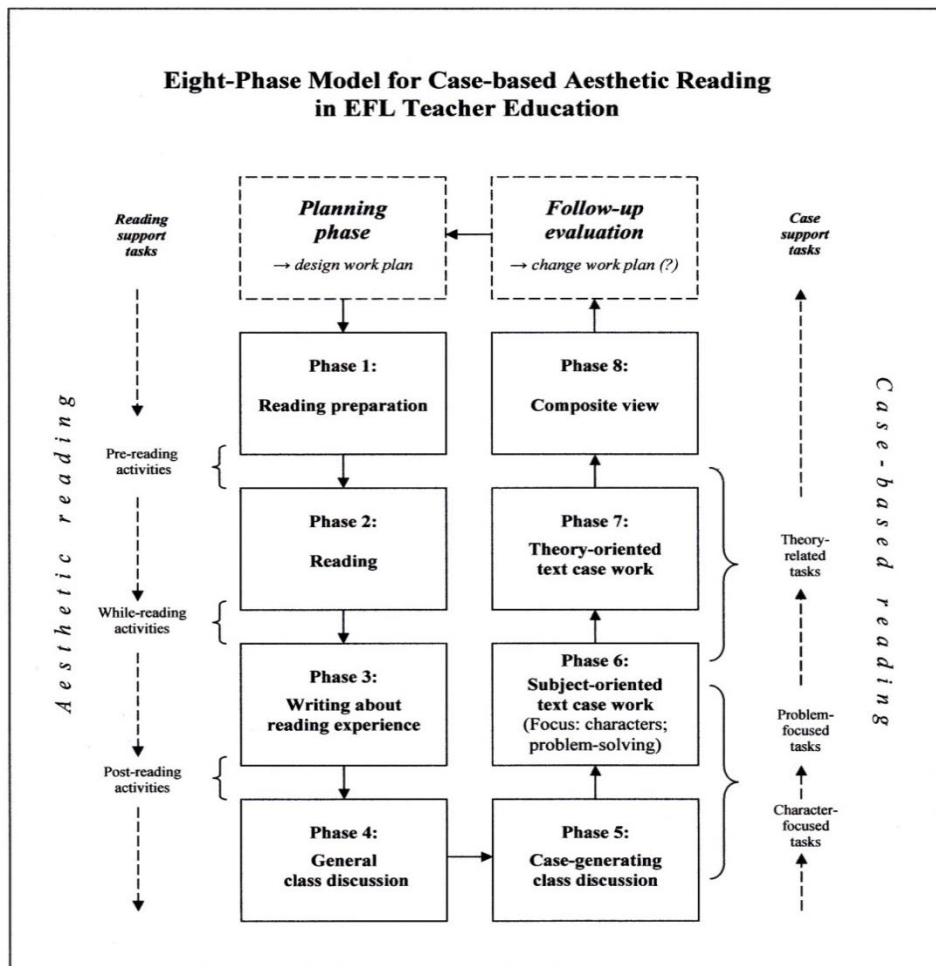 Eight-Phase Model for Case-based Aesthetic Reading
in EFL Teacher Education
Reading
support
tasks
Planning
phase
→ design work plan
Follow-up
evaluation
→ change work plan (?)
Case
support
tasks
Aesthetic reading
Pre-reading
activities
While-reading
activities
Post-reading
activities
Phase 1:
Reading preparation
Phase 2:
Reading
Phase 3:
Writing about
reading experience
Phase 4:
General
class discussion
Phase 5:
Case-generating
class discussion
Phase 6:
Subject-oriented
text case work
(Focus: characters;
problem-solving)
Phase 7:
Theory-oriented
text case work
Phase 8:
Composite view
Theory-
related
tasks
Problem-
focused
tasks
Character-
focused
tasks
Case-based reading